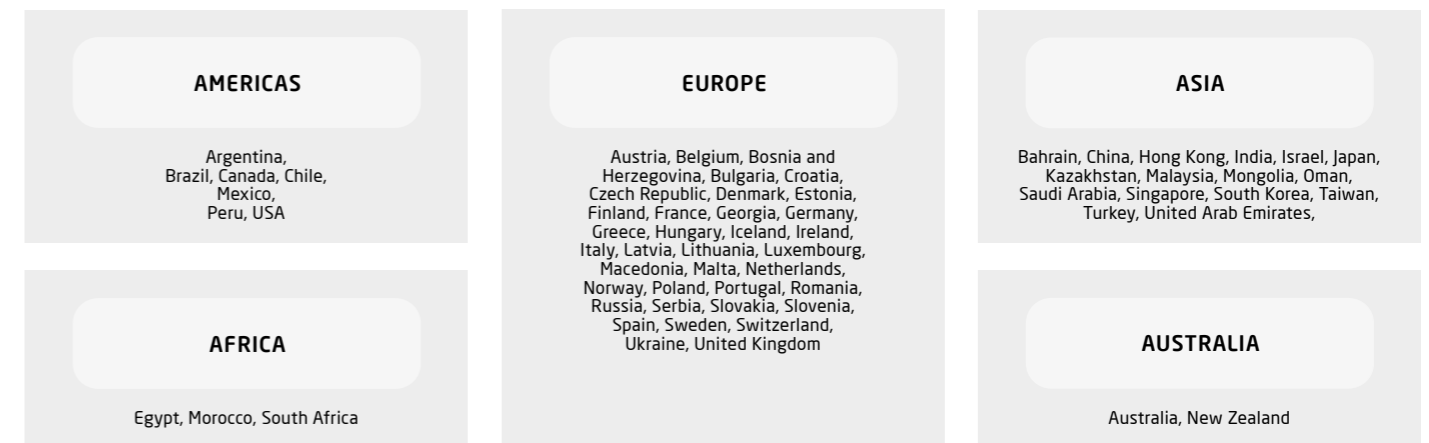 AMERICAS
Argentina,
Brazil, Canada, Chile,
Mexico,
Peru, USA
AFRICA
Egypt, Morocco, South Africa
EUROPE
Austria, Belgium, Bosnia and
Herzegovina, Bulgaria, Croatia,
Czech Republic, Denmark, Estonia,
Finland, France, Georgia, Germany,
Greece, Hungary, Iceland, Ireland,
Italy, Latvia, Lithuania, Luxembourg,
Macedonia, Malta, Netherlands,
Norway, Poland, Portugal, Romania,
Russia, Serbia, Slovakia, Slovenia,
Spain, Sweden, Switzerland,
Ukraine, United Kingdom
ASIA
Bahrain, China, Hong Kong, India, Israel, Japan,
Kazakhstan, Malaysia, Mongolia, Oman,
Saudi Arabia, Singapore, South Korea, Taiwan,
Turkey, United Arab Emirates,
AUSTRALIA
Australia, New Zealand